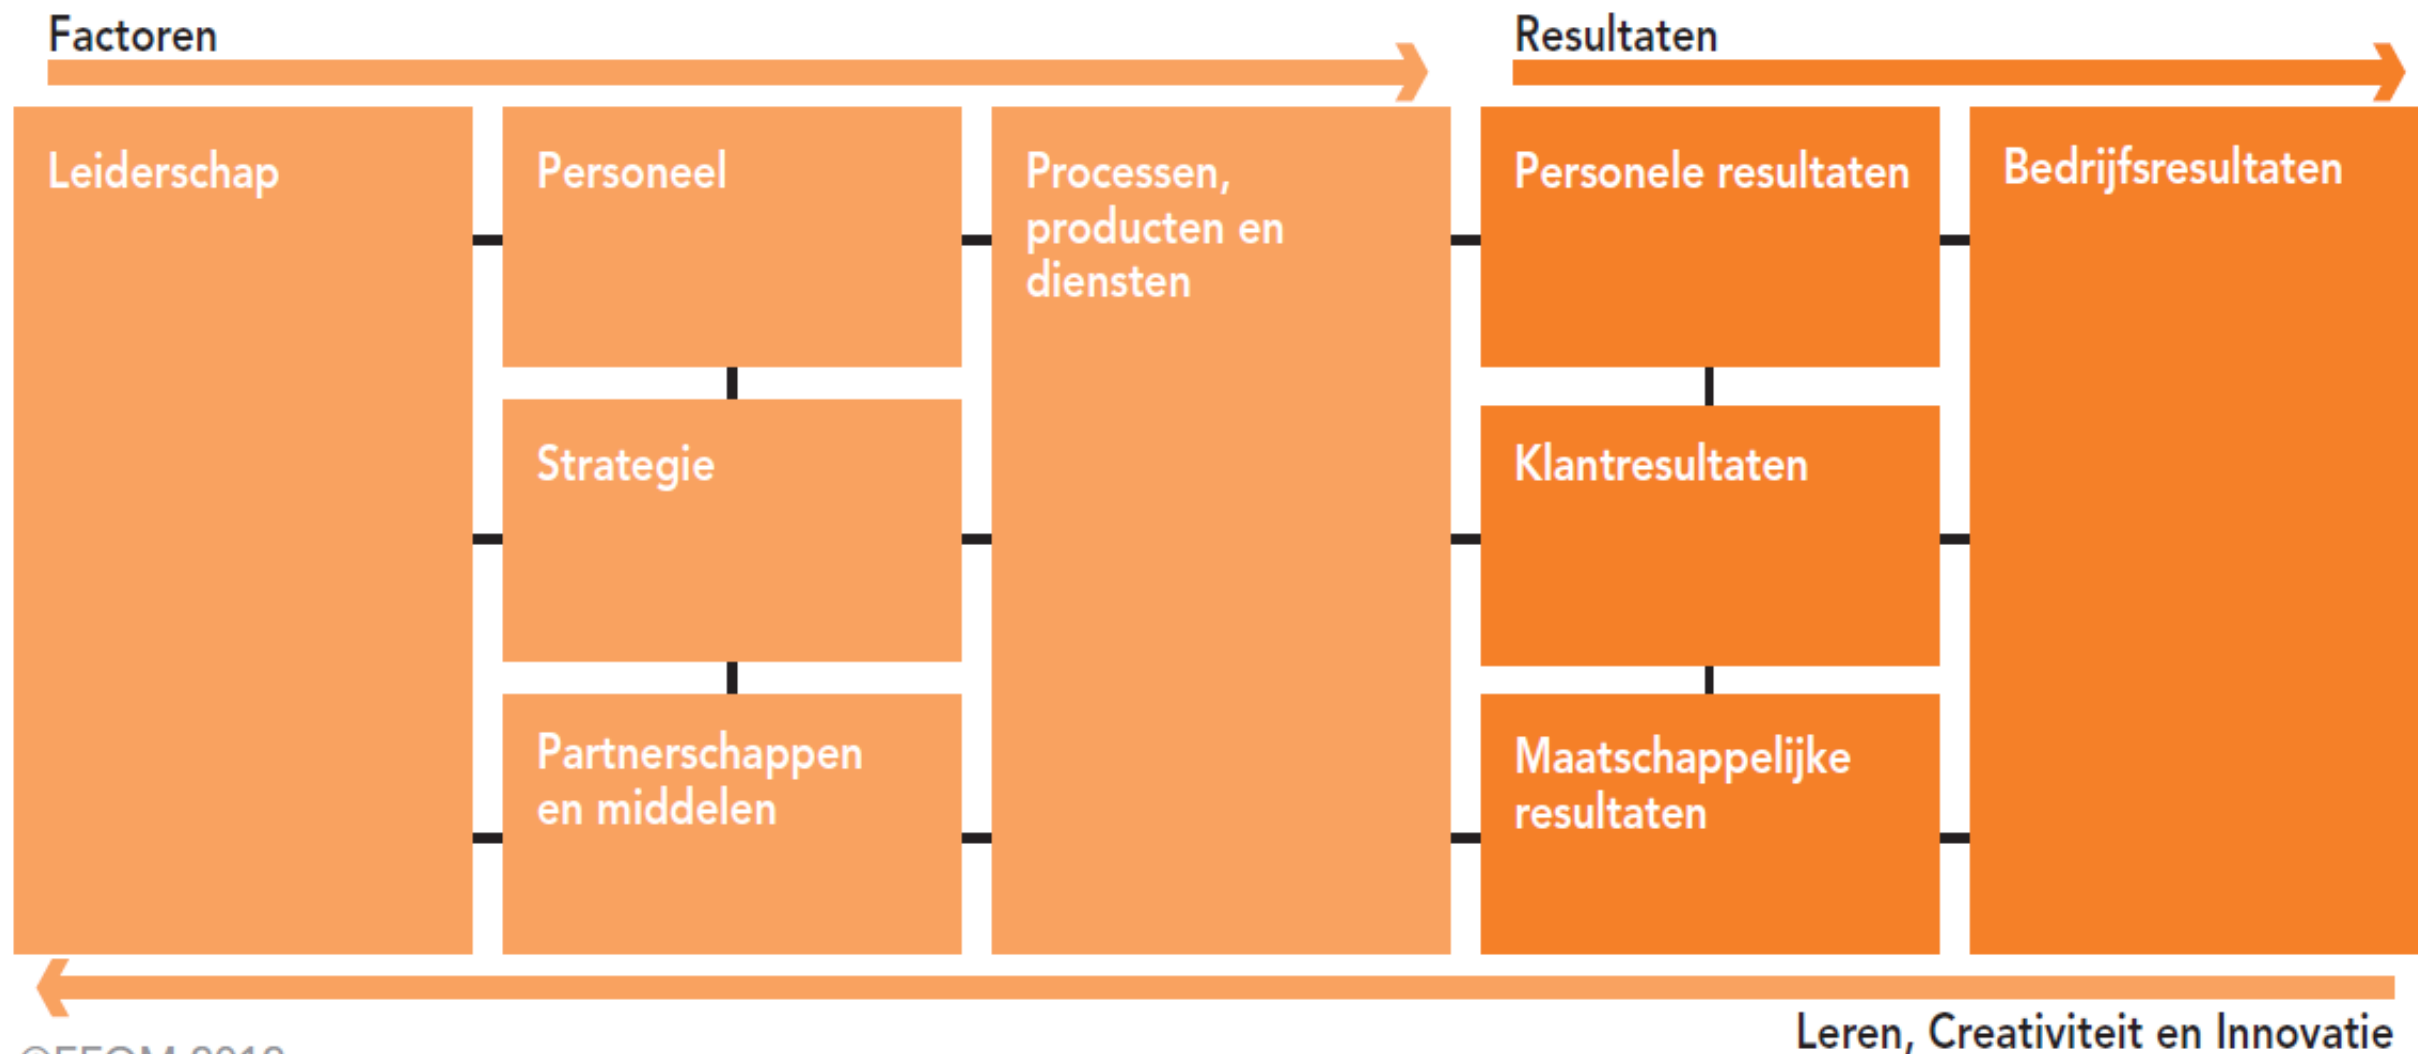 Factoren
Resultaten
Leiderschap
Personeel
Processen,
producten en
diensten
Personele resultaten
Bedrijfsresultaten
Strategie
Klantresultaten
Partnerschappen
en middelen
Maatschappelijke
resultaten
Leren, Creativiteit en Innovatie
©EFQM